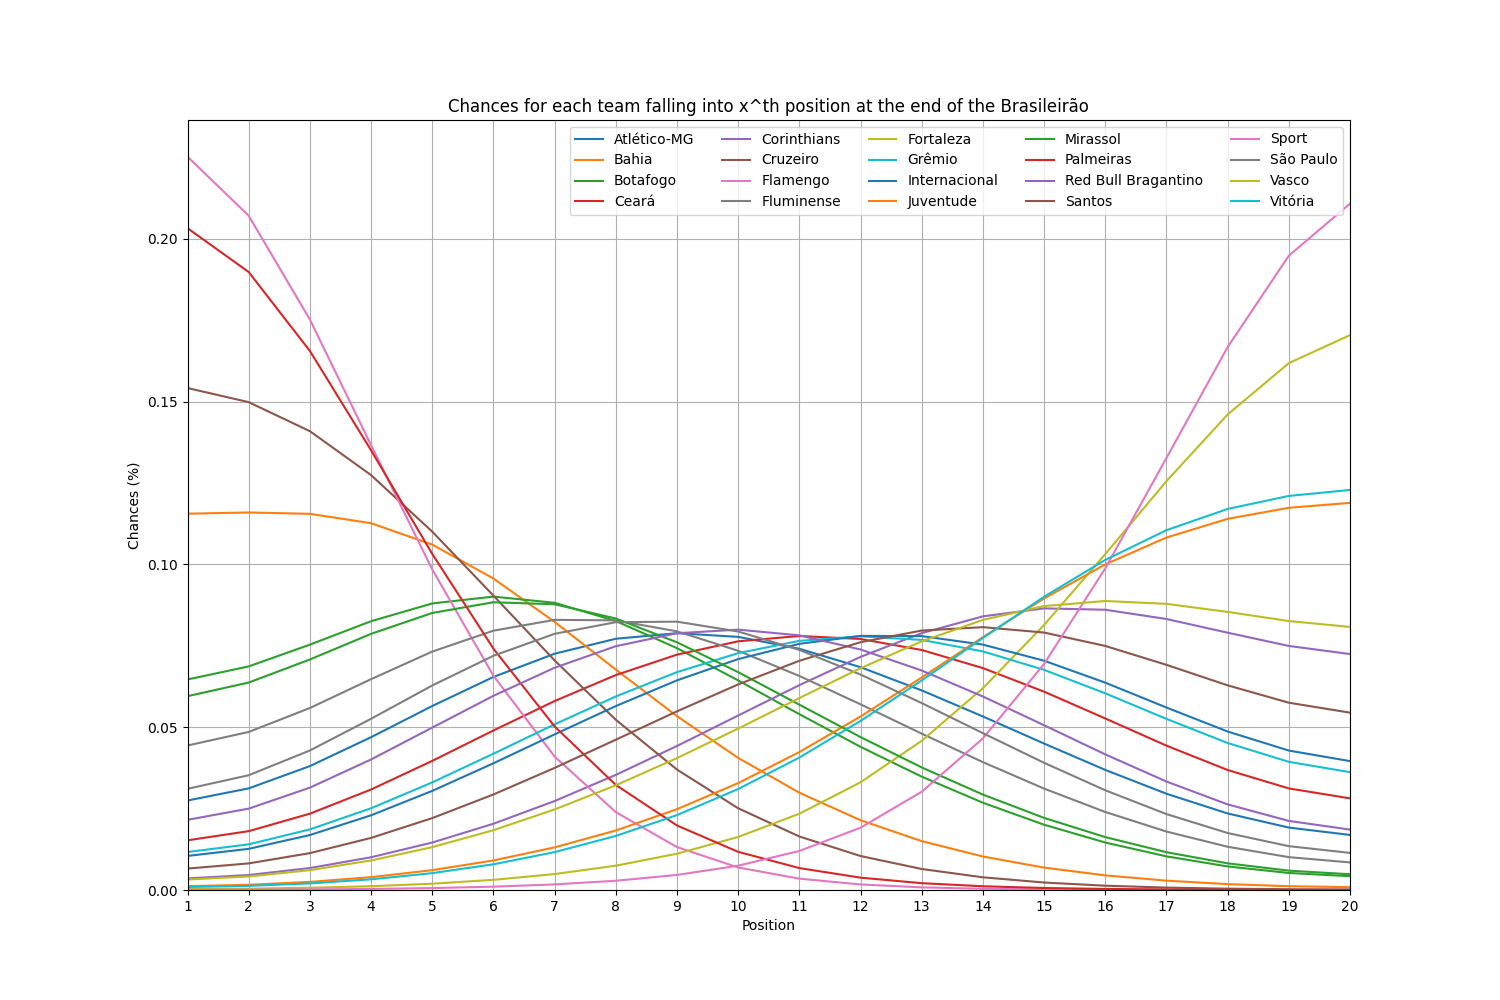 Chances for each team falling into x^th position at the end of the Brasileirão
Atlético-MG Corinthians Fortaleza Mirassol Sport
Bahia Cruzeiro Grêmio Palmeiras São Paulo
Botafogo Flamengo Internacional Red Bull Bragantino Vasco
Ceará Fluminense Juventude Santos Vitória
Chances (%)
0.20
0.15
0.10
0.05
0.00
1 2 3 4 5 6 7 8 9 10 11 12 13 14 15 16 17 18 19 20
Position